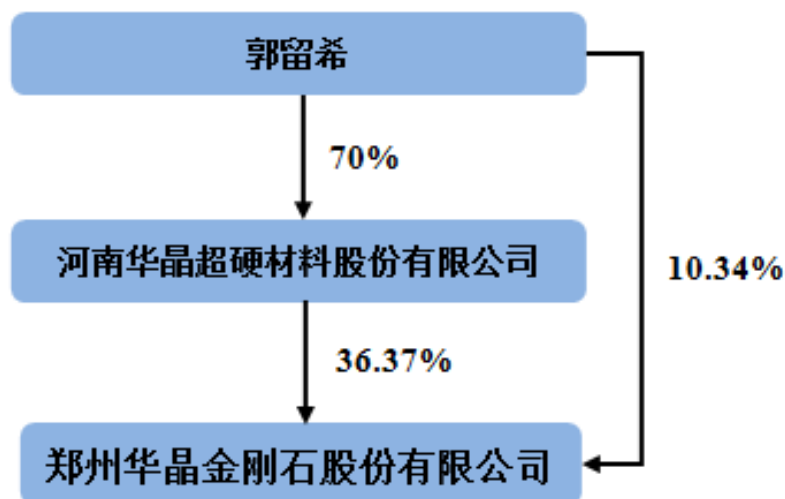 郭留希
70%
河南华晶超硬材料股份有限公司
10.34%
36.37%
郑州华晶金刚石股份有限公司